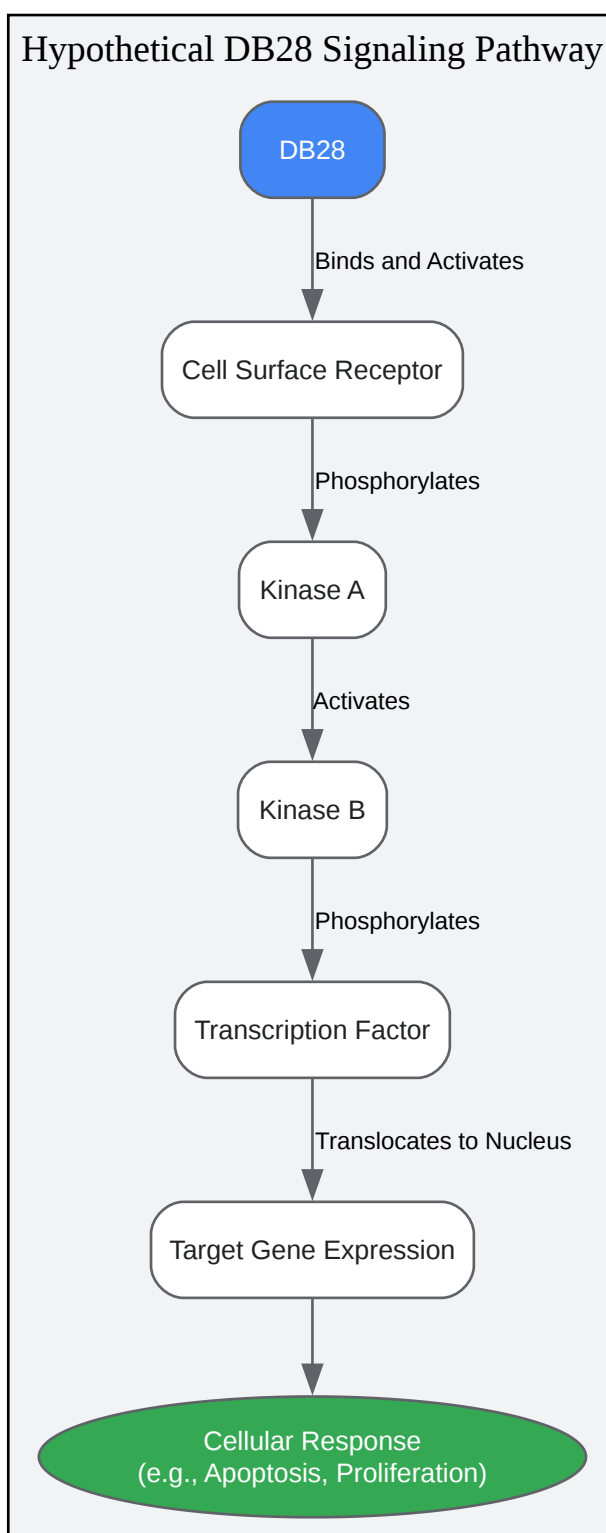 Hypothetical DB28 Signaling Pathway
DB28
Binds and Activates
Cell Surface Receptor
Phosphorylates
Kinase A
Activates
Kinase B
Phosphorylates
Transcription Factor
Translocates to Nucleus
Target Gene Expression
Cellular Response
(e.g., Apoptosis, Proliferation)